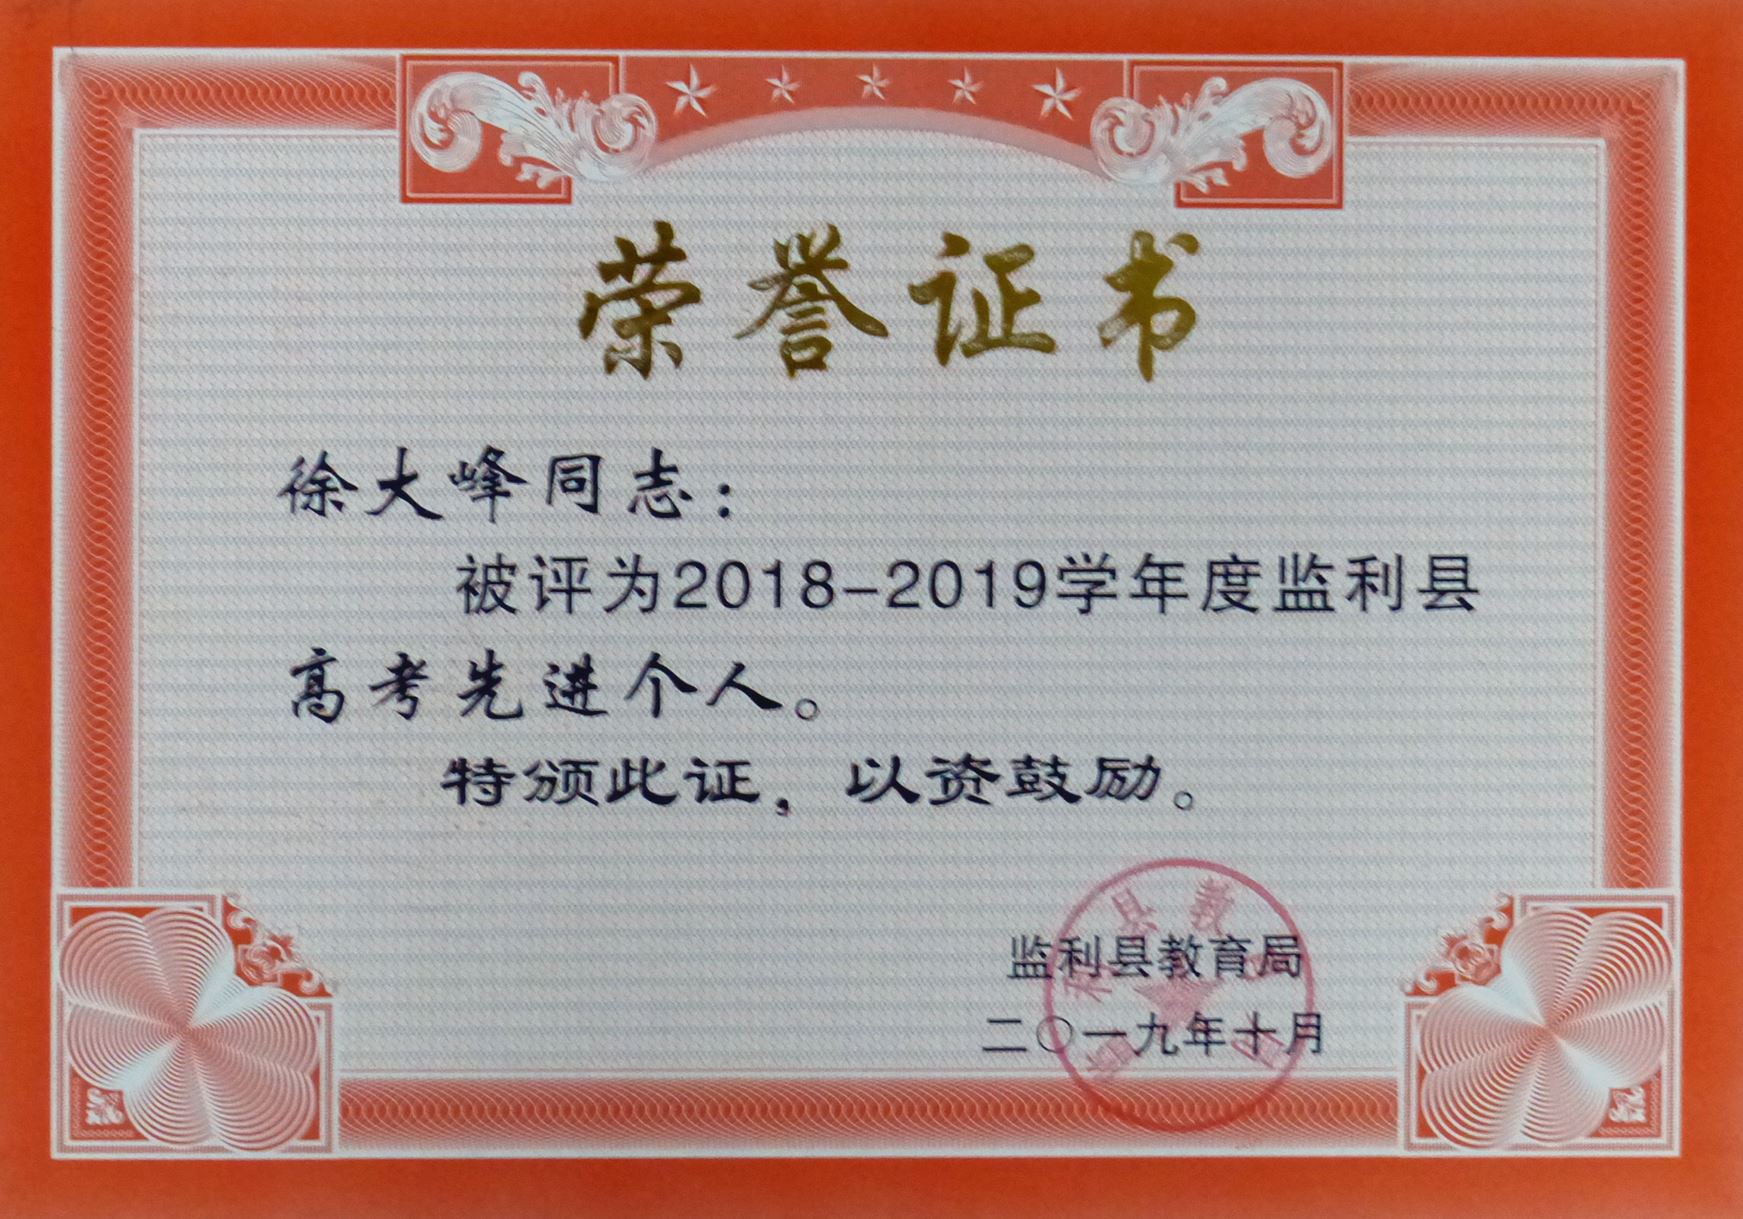 荣誉证书
徐大峰同志：
被评为2018-2019学年度监利县
高考先进个人。
特颁此证，以资鼓励。
监利县教育局
二〇一九年十月